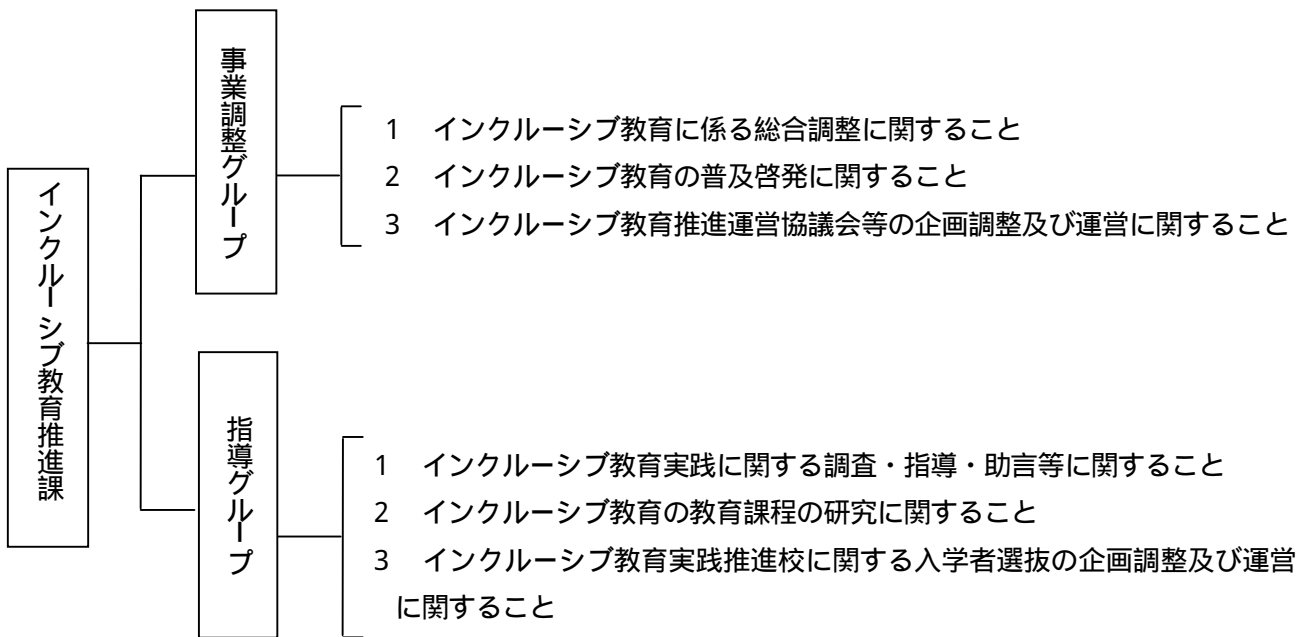 インクルーシブ教育推進課
事業調整グループ
1 インクルーシブ教育に係る総合調整に関すること
2 インクルーシブ教育の普及啓発に関すること
3 インクルーシブ教育推進運営協議会等の企画調整及び運営に関すること
指導グループ
1 インクルーシブ教育実践に関する調査・指導・助言等に関すること
2 インクルーシブ教育の教育課程の研究に関すること
3 インクルーシブ教育実践推進校に関する入学者選抜の企画調整及び運営
に関すること